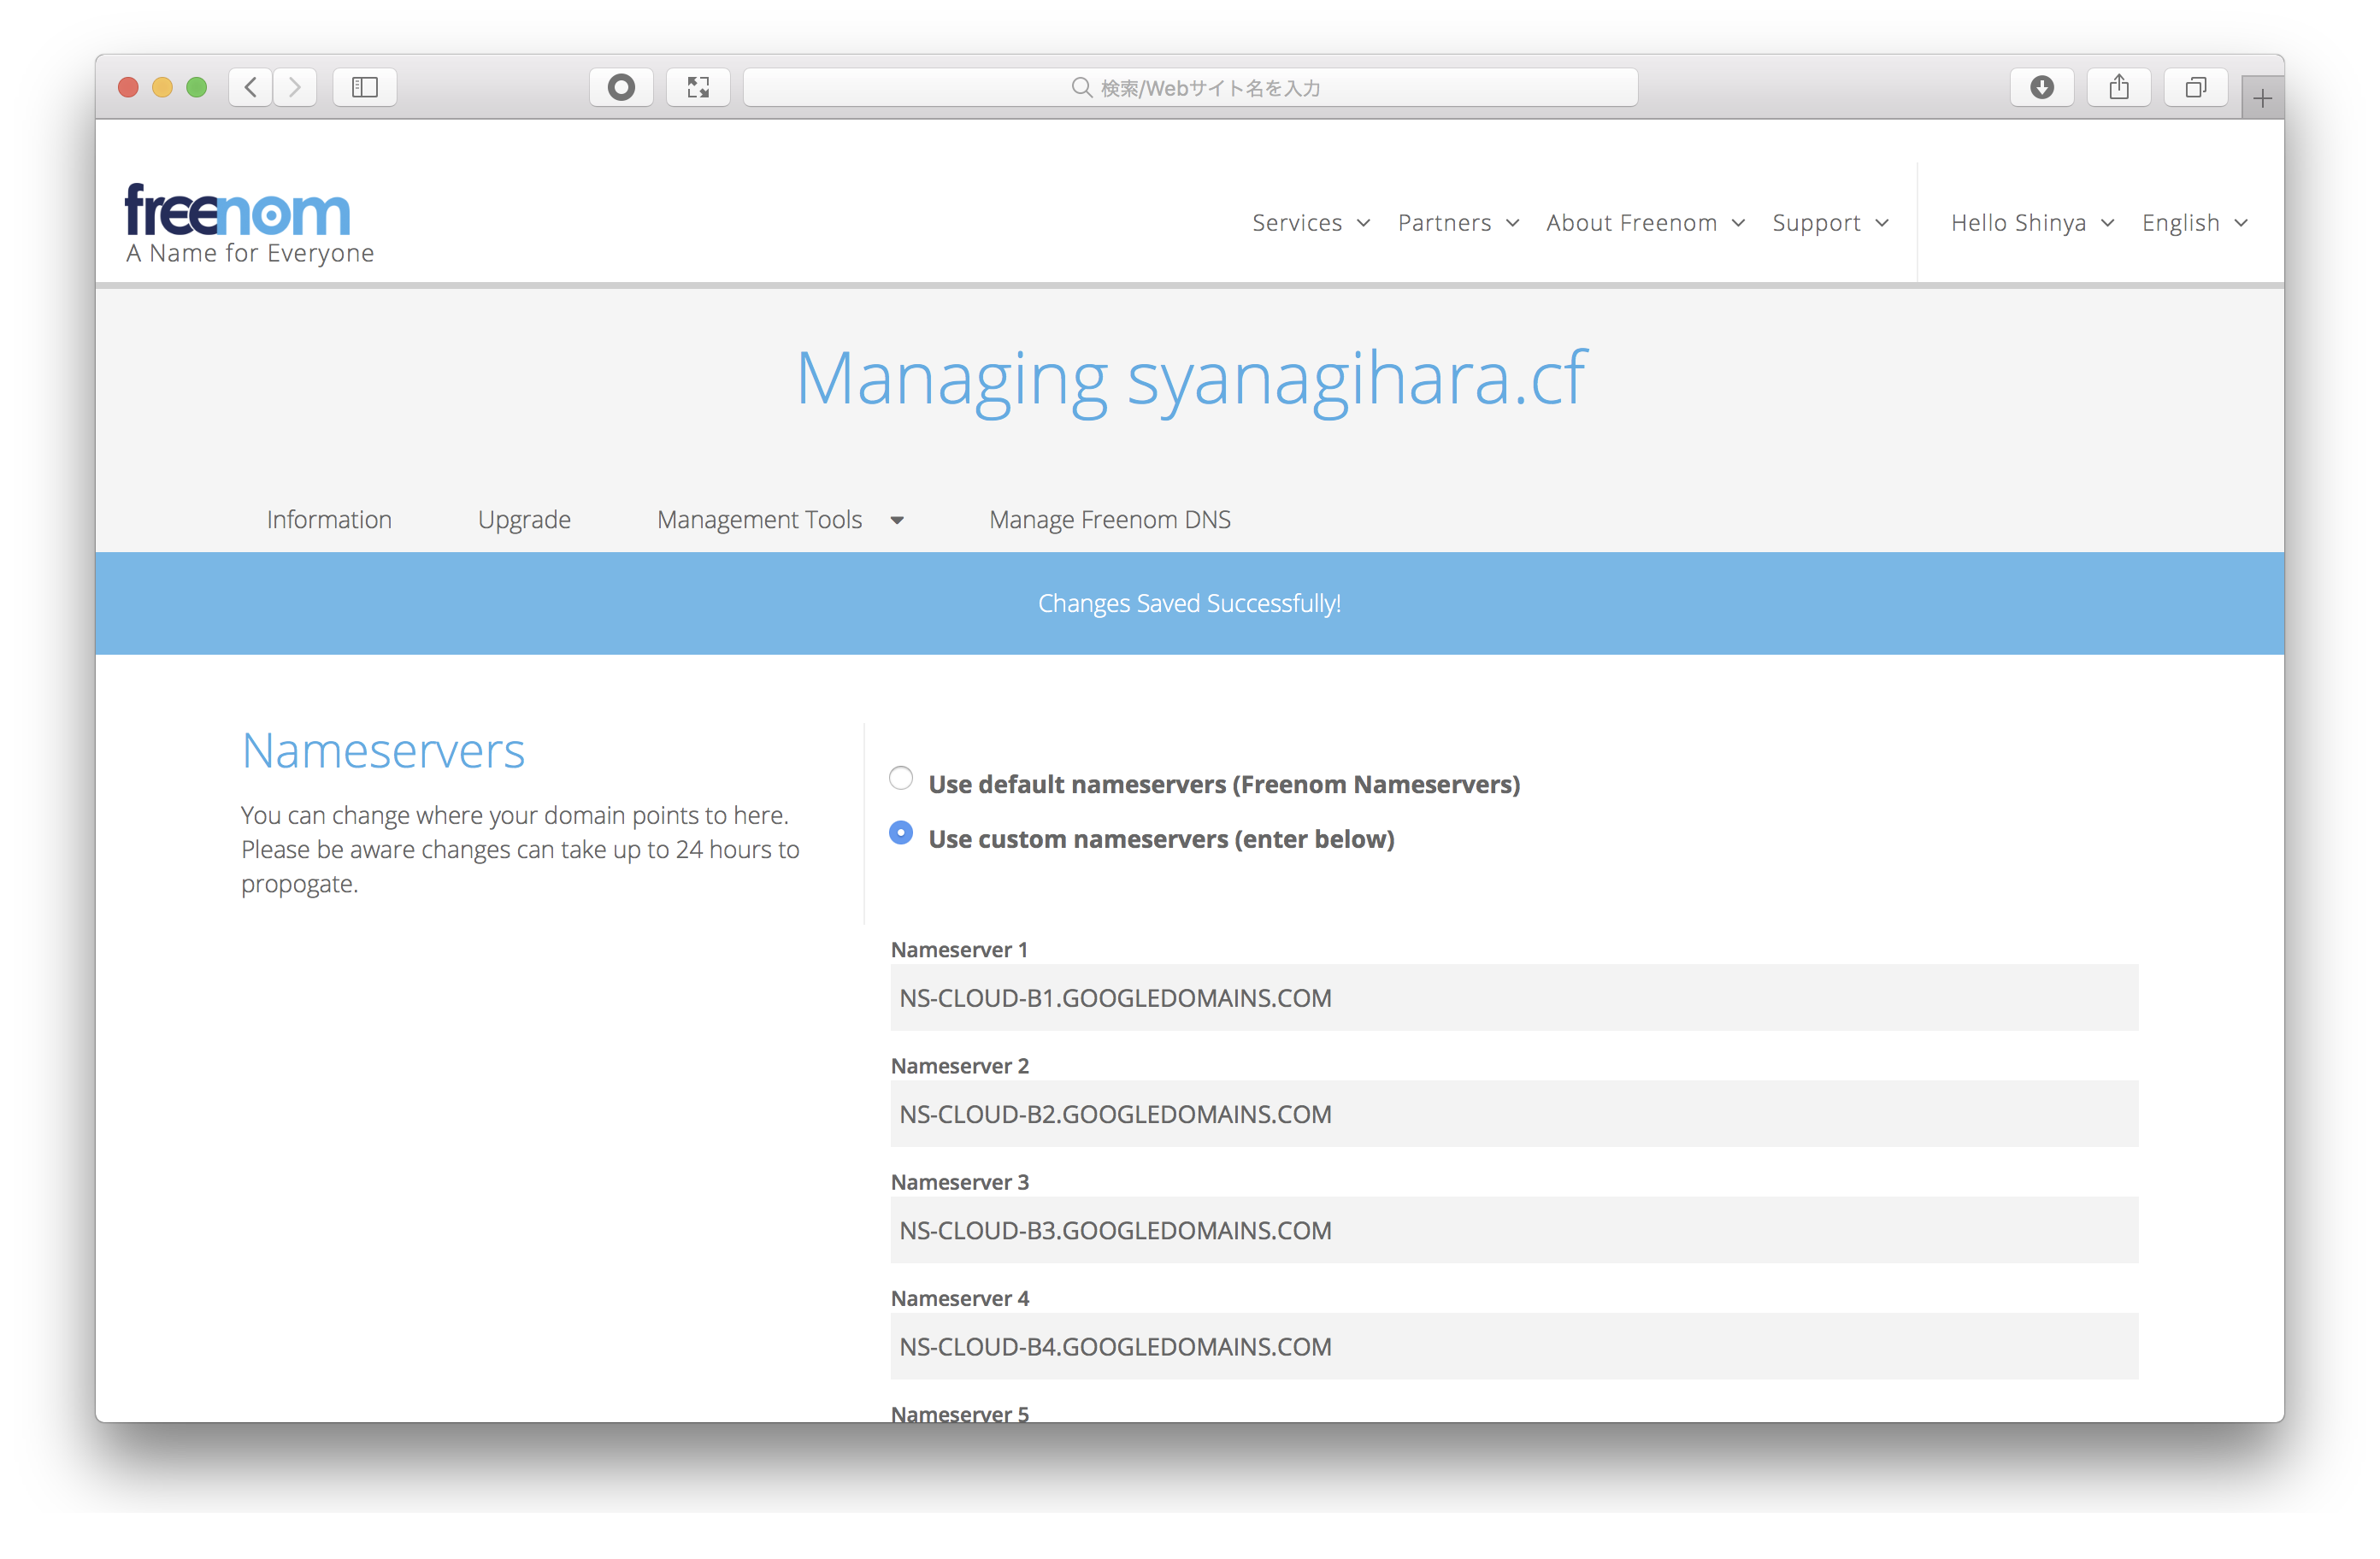 検索/Webサイト名を入力
freenom
A Name for Everyone
Services Partners About Freenom Support Hello Shinya English
Managing syanagihara.cf
Information Upgrade Management Tools Manage Freenom DNS
Changes Saved Successfully!
Nameservers
You can change where your domain points to here.
Please be aware changes can take up to 24 hours to
propogate.
Use default nameservers (Freenom Nameservers)
Use custom nameservers (enter below)
Nameserver 1
NS-CLOUD-B1.GOOGLEDOMAINS.COM
Nameserver 2
NS-CLOUD-B2.GOOGLEDOMAINS.COM
Nameserver 3
NS-CLOUD-B3.GOOGLEDOMAINS.COM
Nameserver 4
NS-CLOUD-B4.GOOGLEDOMAINS.COM
Nameserver 5